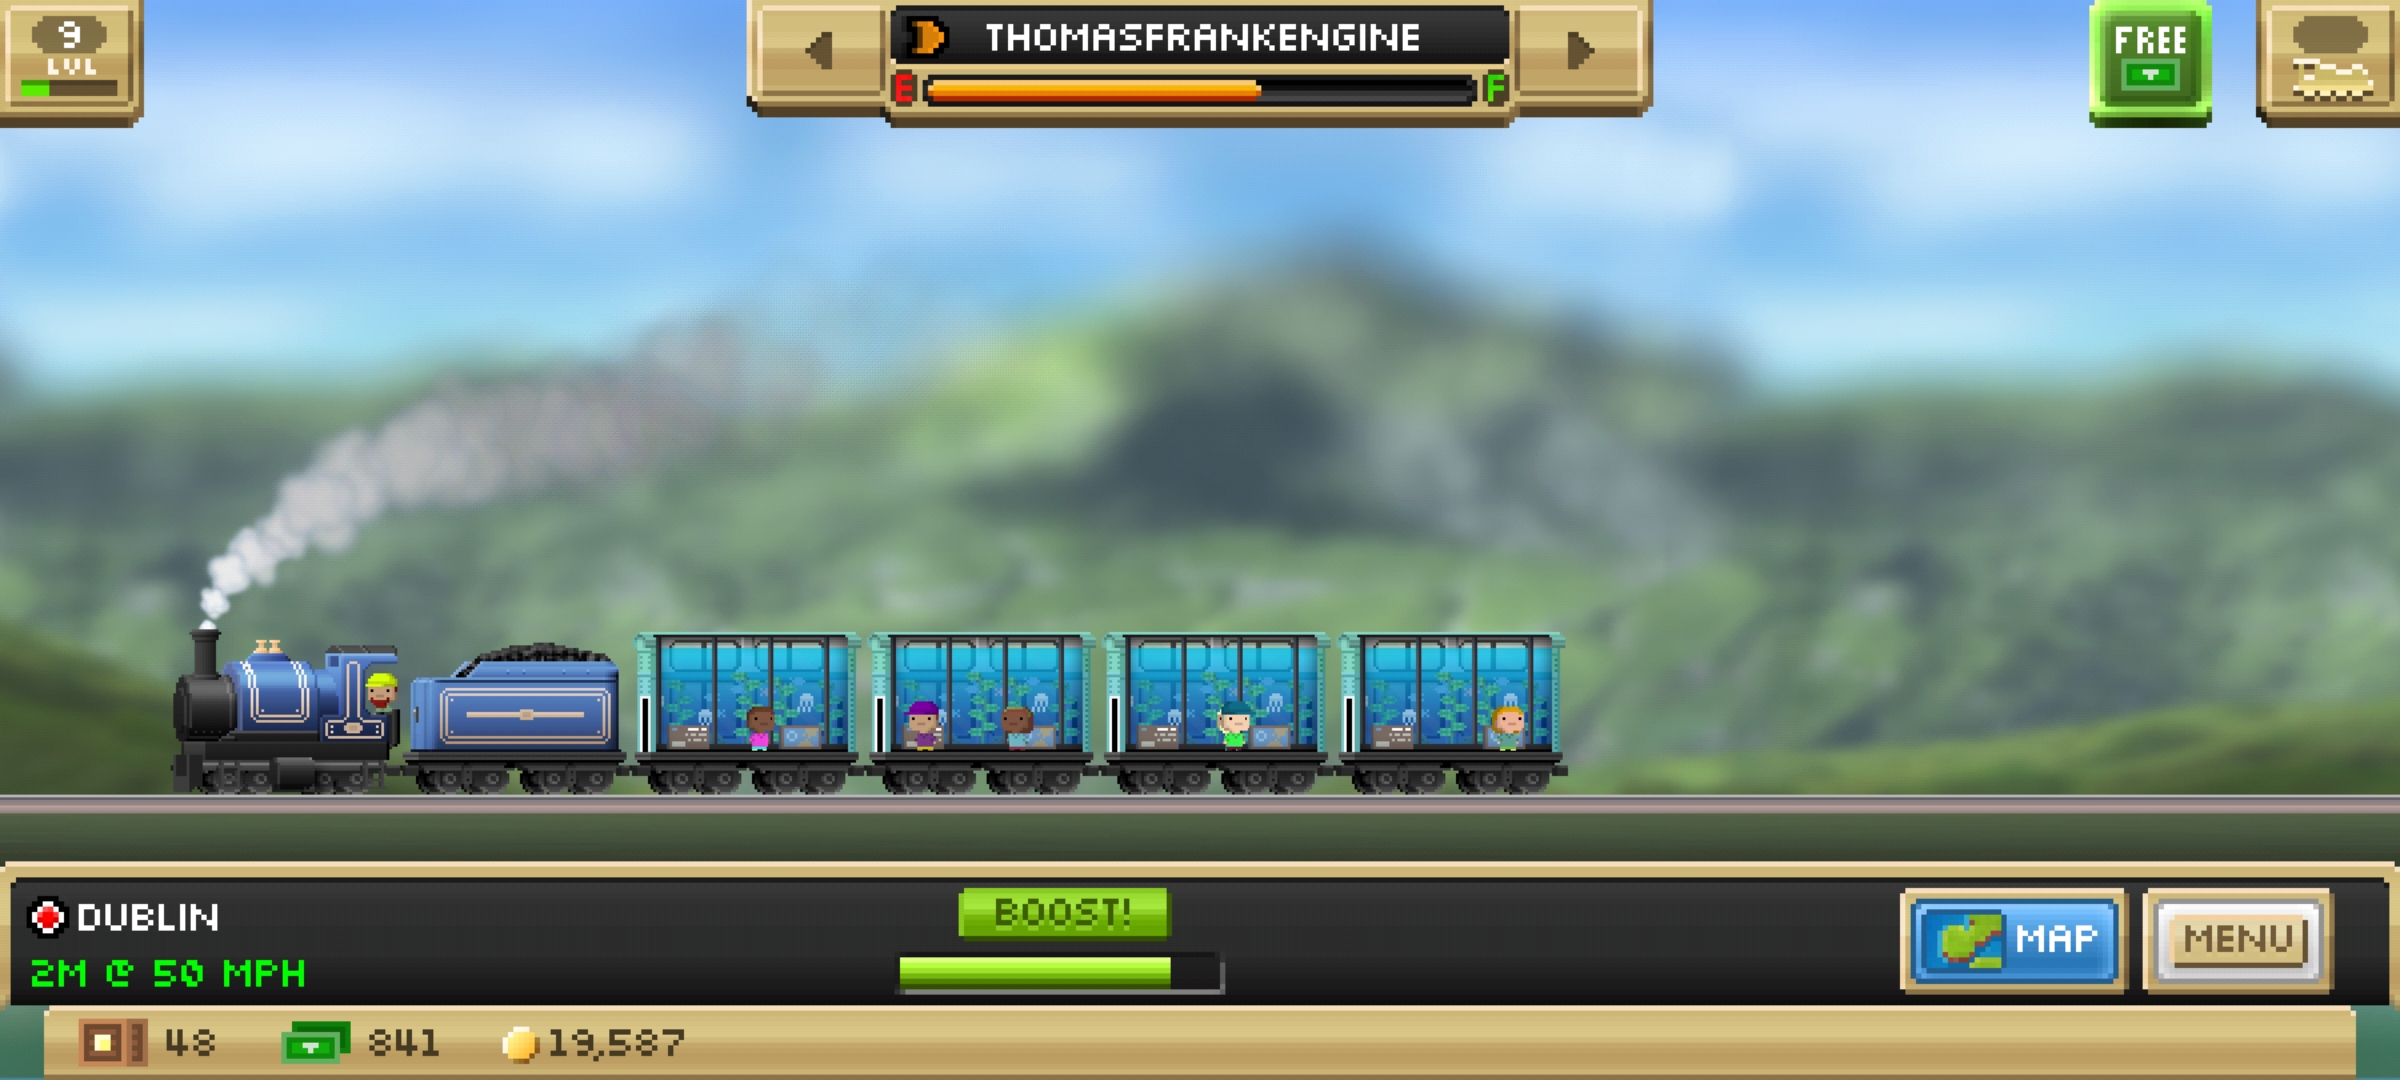 9
LVL
THOMASFRANKENGINE
E F
FREE
DUBLIN
2M @ 50 MPH
BOOST!
MAP
MENU
48
841
19,587